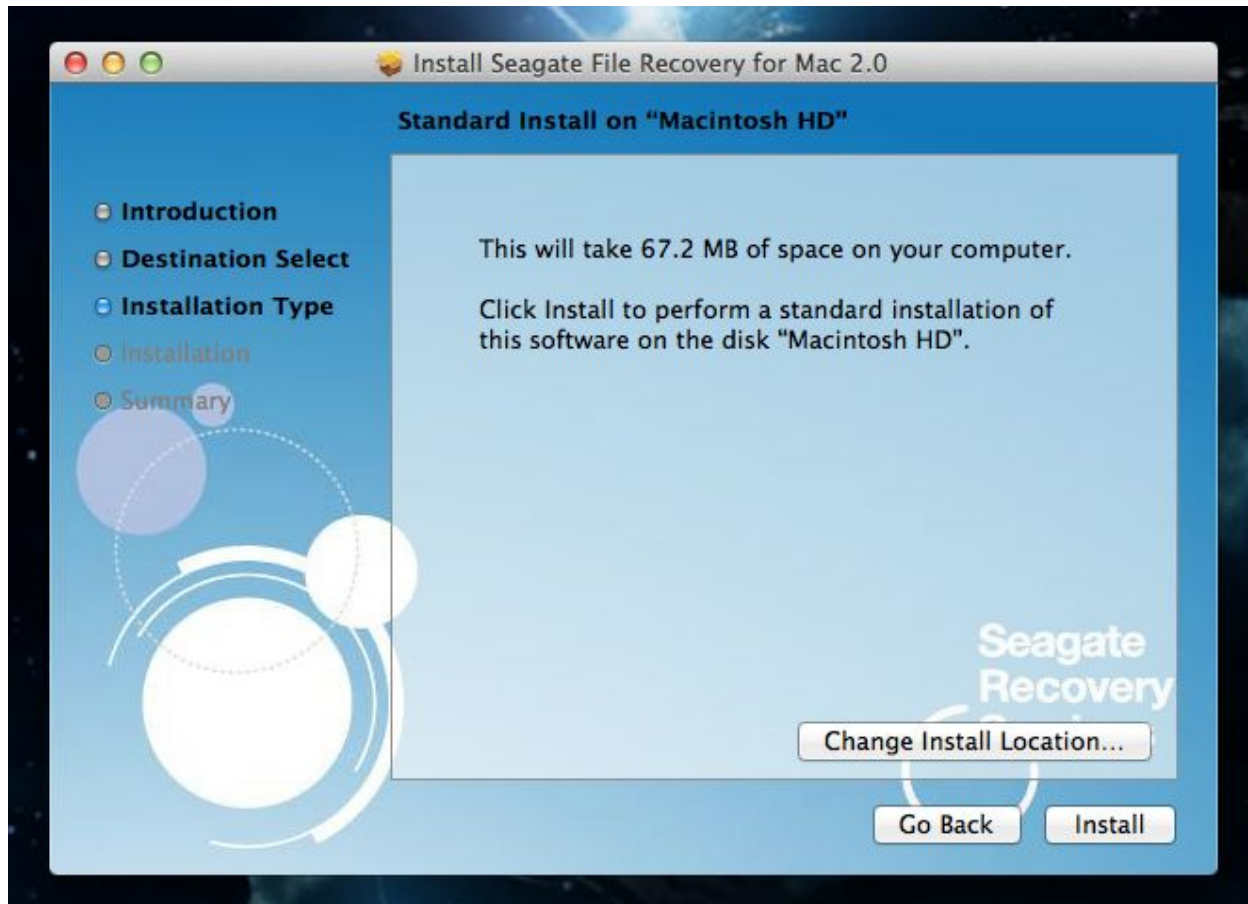 Install Seagate File Recovery for Mac 2.0
Standard Install on “Macintosh HD”
Introduction
Destination Select
Installation Type
Installation
Summary
This will take 67.2 MB of space on your computer.
Click Install to perform a standard installation of
this software on the disk “Macintosh HD”.
Seagate
Recovery
Change Install Location...
Go Back
Install